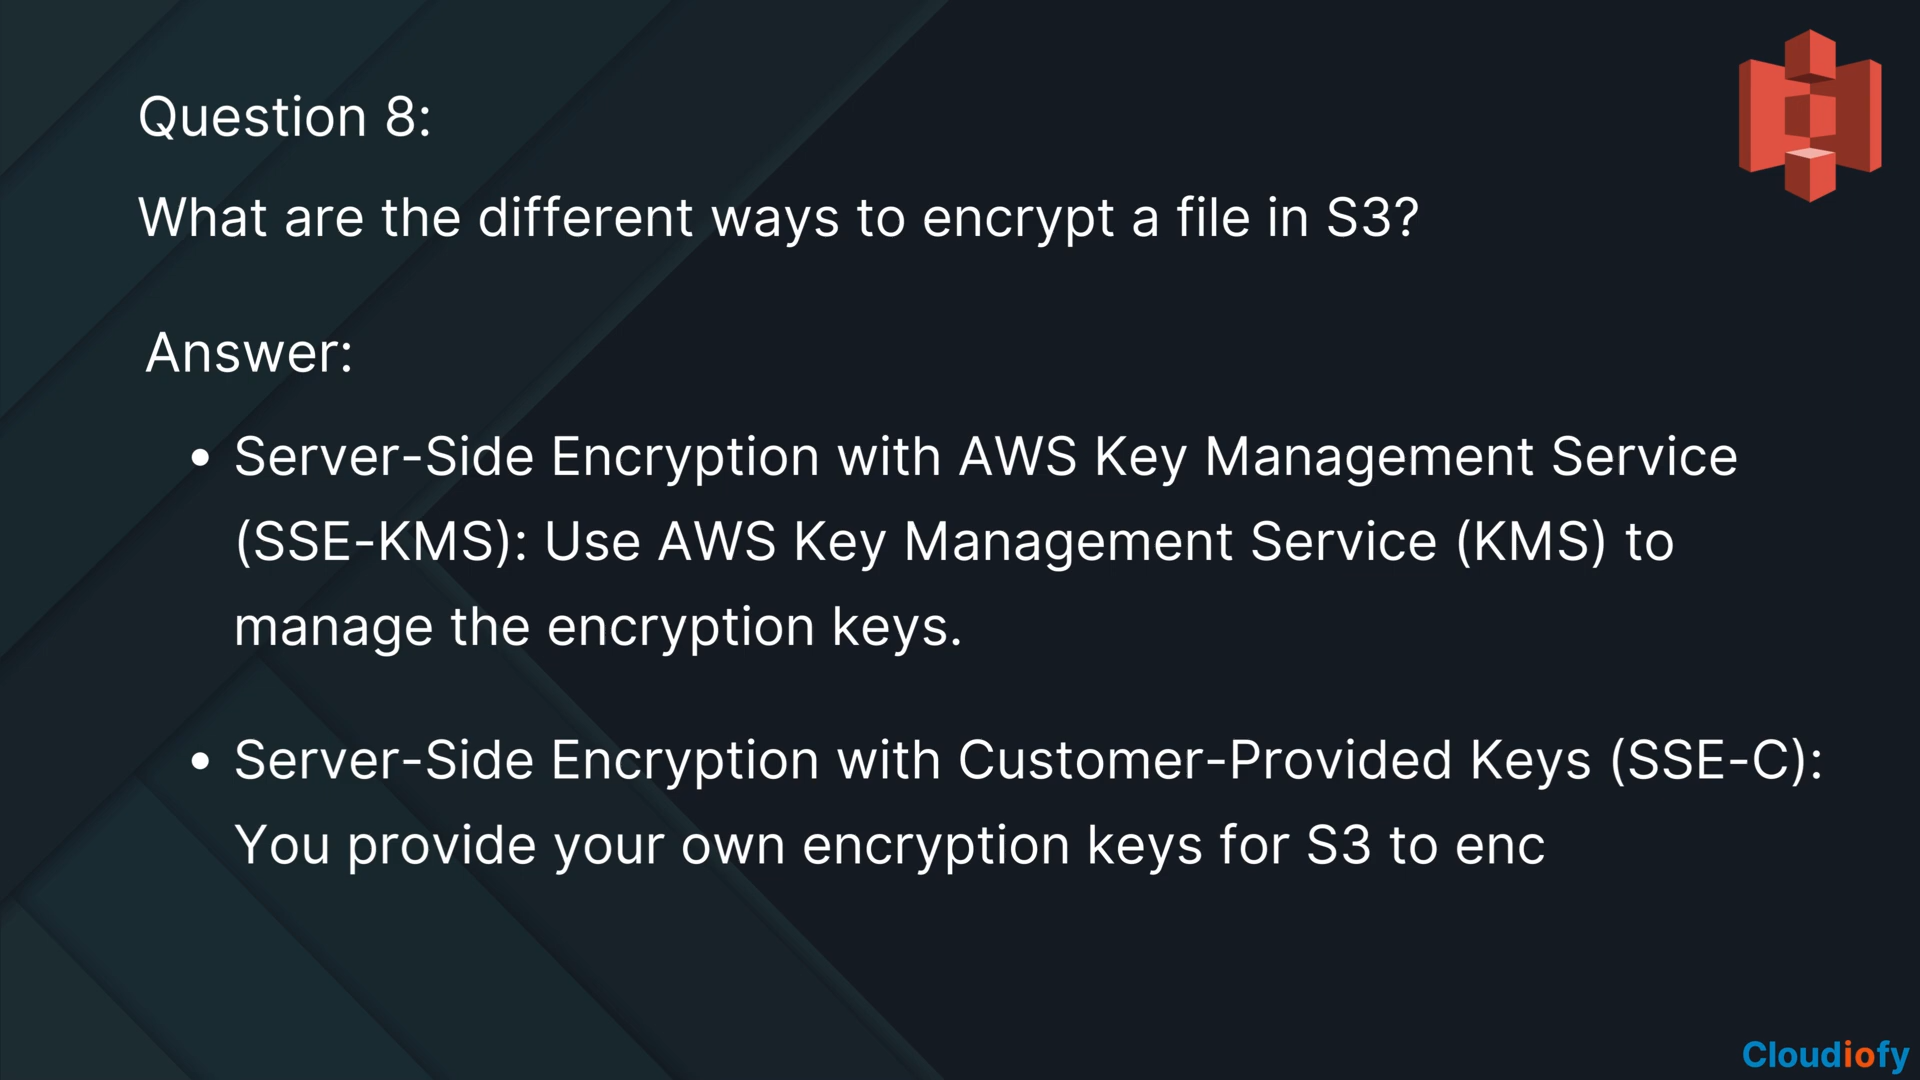 Question 8:
What are the different ways to encrypt a file in S3?
Answer:
• Server-Side Encryption with AWS Key Management Service
(SSE-KMS): Use AWS Key Management Service (KMS) to
manage the encryption keys.
• Server-Side Encryption with Customer-Provided Keys (SSE-C):
You provide your own encryption keys for S3 to enc
Cloudiofy